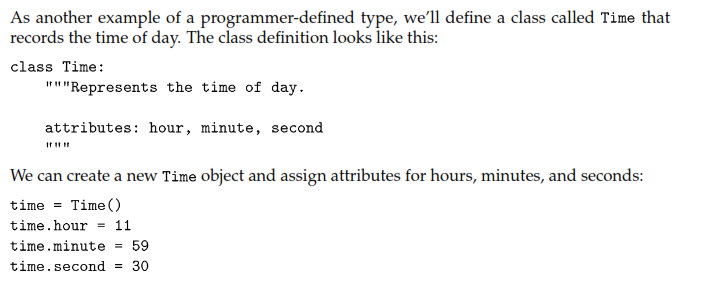 As another example of a programmer-defined type, we’ll define a class called Time that
records the time of day. The class definition looks like this:
class Time:
    """Represents the time of day.
    attributes: hour, minute, second
    """
We can create a new Time object and assign attributes for hours, minutes, and seconds:
time = Time()
time.hour = 11
time.minute = 59
time.second = 30